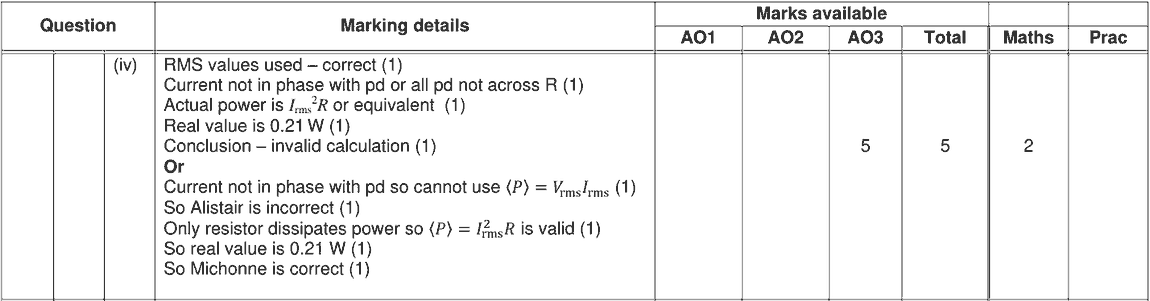 Question Marking details Marks available
AO1 AO2 AO3 Total Maths Prac
(iv) RMS values used – correct (1)
Current not in phase with pd or all pd not across R (1)
Actual power is Iᵣₘₛ²R or equivalent (1)
Real value is 0.21 W (1)
Conclusion – invalid calculation (1) 5 5 2
Or
Current not in phase with pd so cannot use ⟨P⟩ = VᵣₘₛIᵣₘₛ (1)
So Alistair is incorrect (1)
Only resistor dissipates power so ⟨P⟩ = I²ᵣₘₛR is valid (1)
So real value is 0.21 W (1)
So Michonne is correct (1)